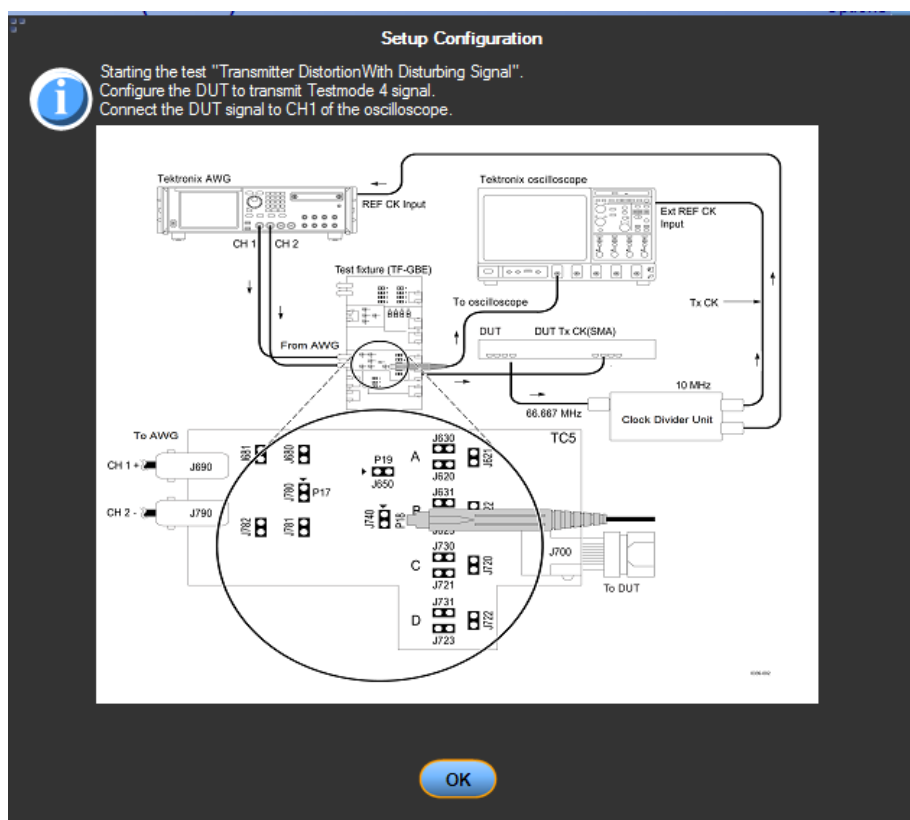 Setup Configuration
Starting the test "Transmitter DistortionWith Disturbing Signal".
Configure the DUT to transmit Testmode 4 signal.
Connect the DUT signal to CH1 of the oscilloscope.
Tektronix AWG
Tektronix oscilloscope
REF CK Input
Ext REF CK
Input
CH 1
CH 2
Test fixture (TF-GBE)
To oscilloscope
Tx CK
From AWG
DUT
DUT Tx CK(SMA)
10 MHz
66.667 MHz
Clock Divider Unit
To AWG
TC5
CH 1 +
J690
J681
J680
P19
J650
A
J630
J620
J621
J780
P17
CH 2 -
J790
J782
J781
J740
P18
J631
C
J730
J721
J720
J700
To DUT
D
J731
J723
J722
OK